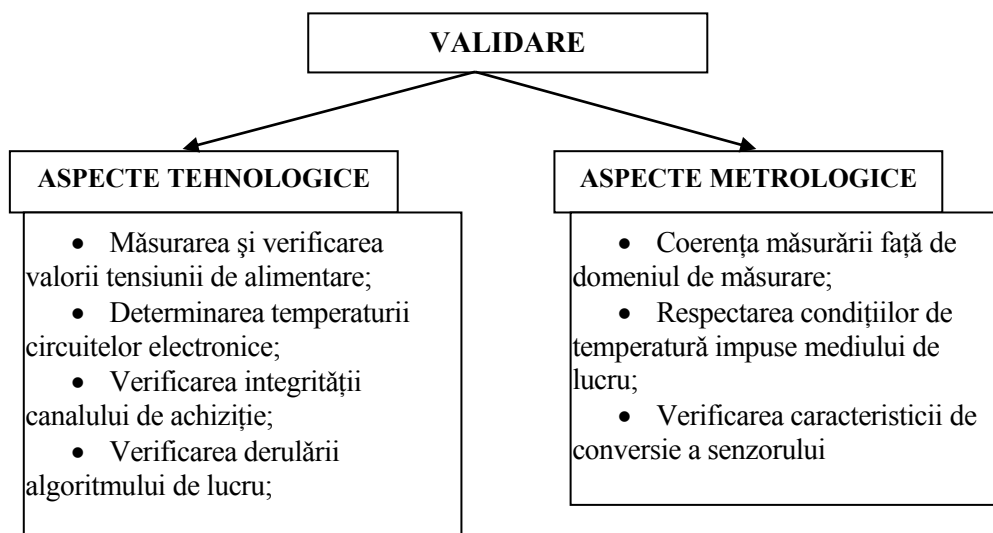 VALIDARE
ASPECTE TEHNOLOGICE
• Măsurarea şi verificarea
valorii tensiunii de alimentare;
• Determinarea temperaturii
circuitelor electronice;
• Verificarea integrităţii
canalului de achiziţie;
• Verificarea derulării
algoritmului de lucru;
ASPECTE METROLOGICE
• Coerenţa măsurării faţă de
domeniul de măsurare;
• Respectarea condiţiilor de
temperatură impuse mediului de
lucru;
• Verificarea caracteristicii de
conversie a senzorului